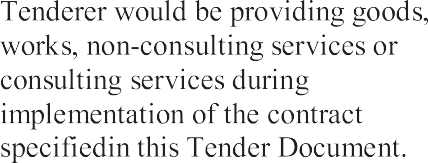 Tenderer would be providing goods,
works, non-consulting services or
consulting services during
implementation of the contract
specifiedin this Tender Document.